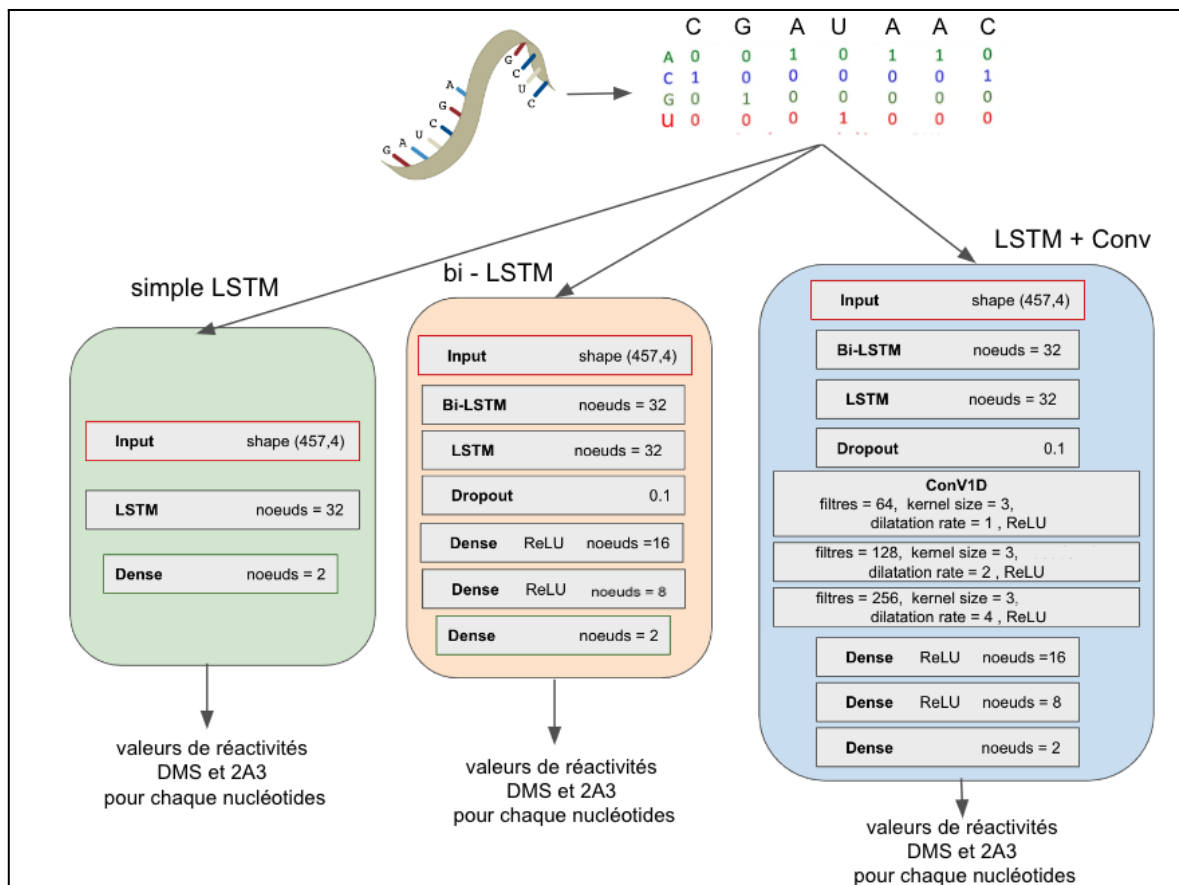 C G A U A A C
A 0 0 1 0 1 1 0
C 1 0 0 0 0 0 1
G 0 1 0 0 0 0 0
U 0 0 0 1 0 0 0
G A U C G A G C U C
simple LSTM
Input shape (457,4)
LSTM noeuds = 32
Dense noeuds = 2
valeurs de réactivités
DMS et 2A3
pour chaque nucléotides
bi - LSTM
Input shape (457,4)
Bi-LSTM noeuds = 32
LSTM noeuds = 32
Dropout 0.1
Dense ReLU noeuds =16
Dense ReLU noeuds = 8
Dense noeuds = 2
valeurs de réactivités
DMS et 2A3
pour chaque nucléotides
LSTM + Conv
Input shape (457,4)
Bi-LSTM noeuds = 32
LSTM noeuds = 32
Dropout 0.1
ConV1D
filtres = 64, kernel size = 3,
dilatation rate = 1 , ReLU
filtres = 128, kernel size = 3,
dilatation rate = 2 , ReLU
filtres = 256, kernel size = 3,
dilatation rate = 4 , ReLU
Dense ReLU noeuds =16
Dense ReLU noeuds = 8
Dense noeuds = 2
valeurs de réactivités
DMS et 2A3
pour chaque nucléotides